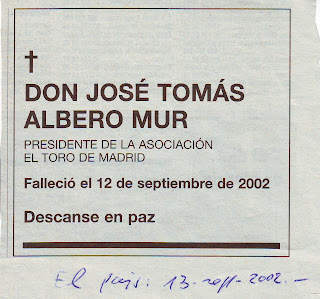 DON JOSÉ TOMÁS
ALBERO MUR
PRESIDENTE DE LA ASOCIACIÓN
EL TORO DE MADRID
Falleció el 12 de septiembre de 2002
Descanse en paz
El país. 13-sept-2002.-